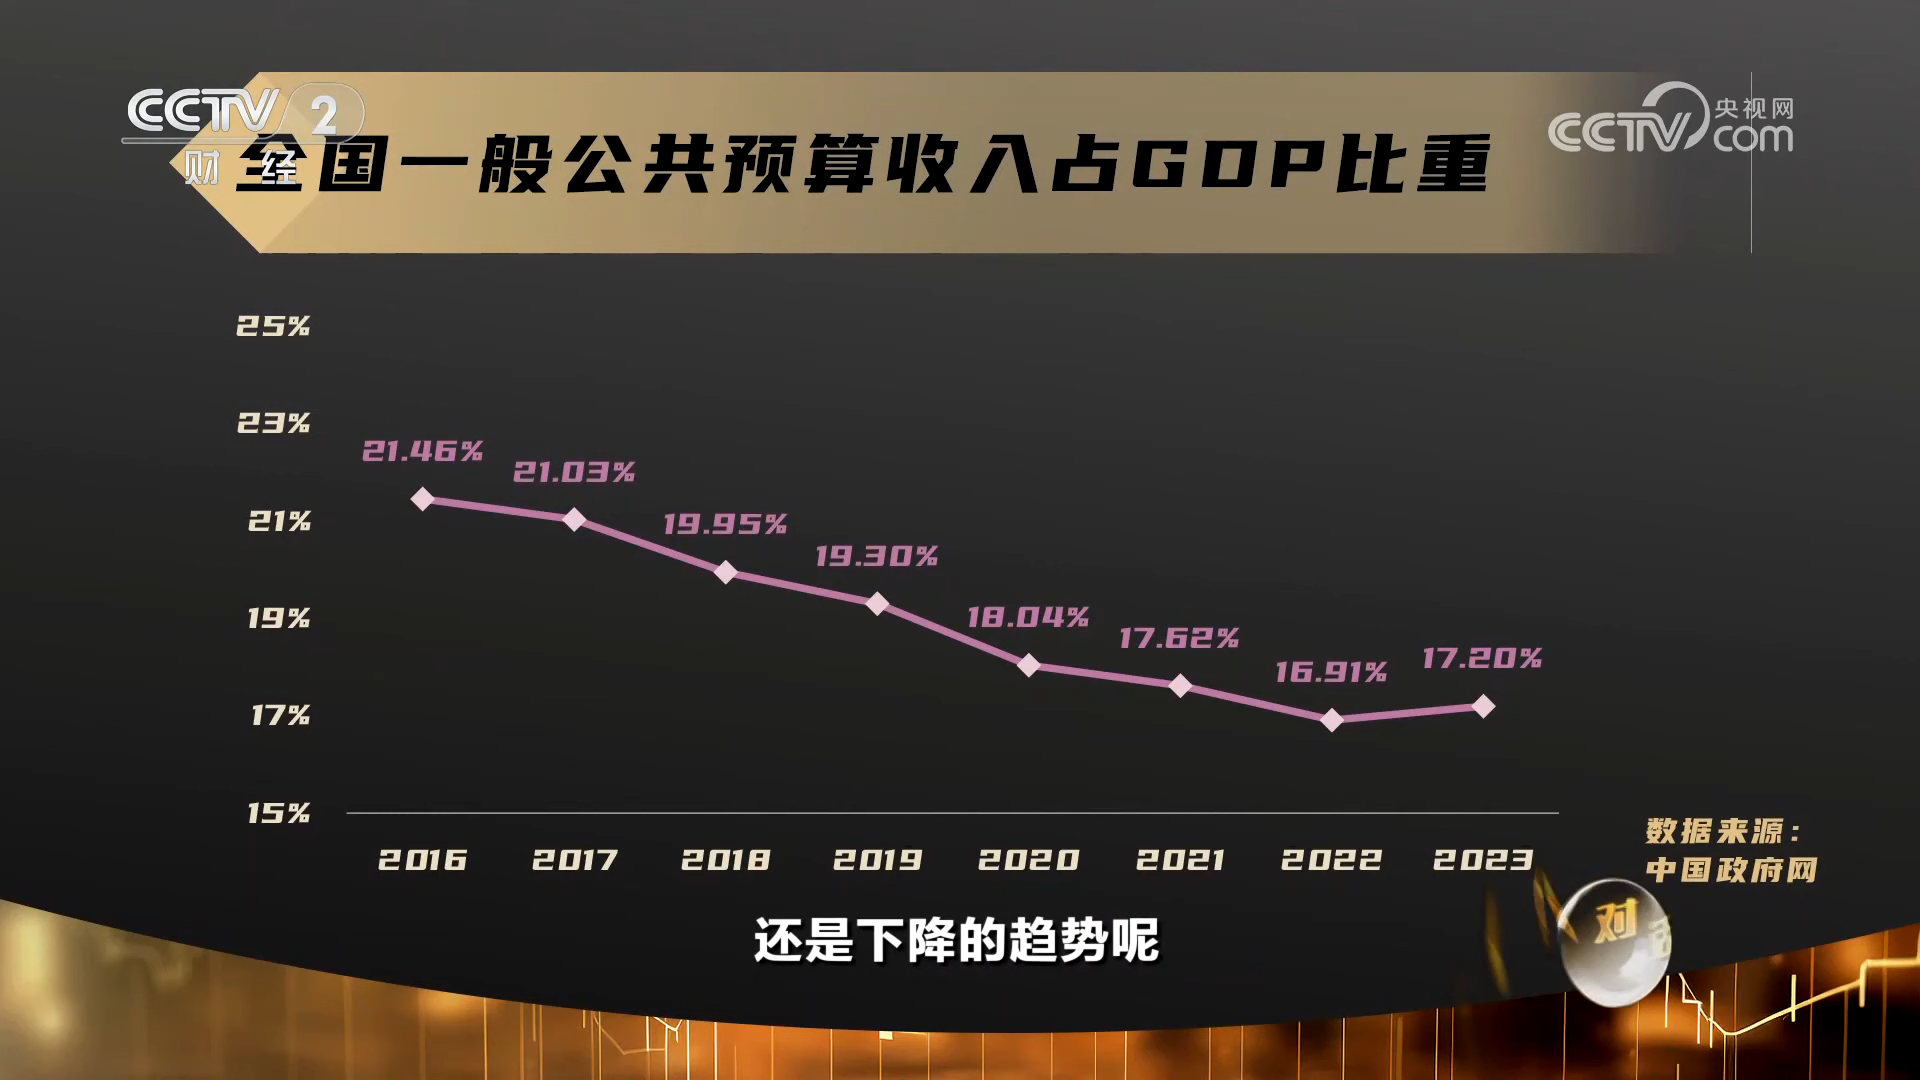 CCTV 2
财 经
央视网
CCTV.com
全国一般公共预算收入占GDP比重
25%
23%
21%
19%
17%
15%
21.46%
21.03%
19.95%
19.30%
18.04%
17.62%
16.91%
17.20%
2016 2017 2018 2019 2020 2021 2022 2023
数据来源：
中国政府网
还是下降的趋势呢
对话